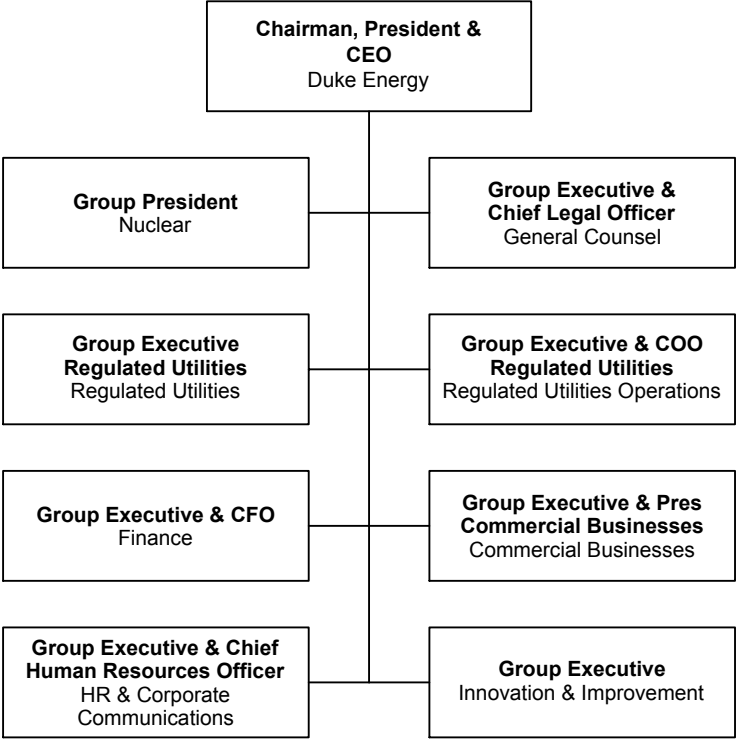 Chairman, President &
CEO
Duke Energy
Group President
Nuclear
Group Executive &
Chief Legal Officer
General Counsel
Group Executive
Regulated Utilities
Regulated Utilities
Group Executive & COO
Regulated Utilities
Regulated Utilities Operations
Group Executive & CFO
Finance
Group Executive & Pres
Commercial Businesses
Commercial Businesses
Group Executive & Chief
Human Resources Officer
HR & Corporate
Communications
Group Executive
Innovation & Improvement